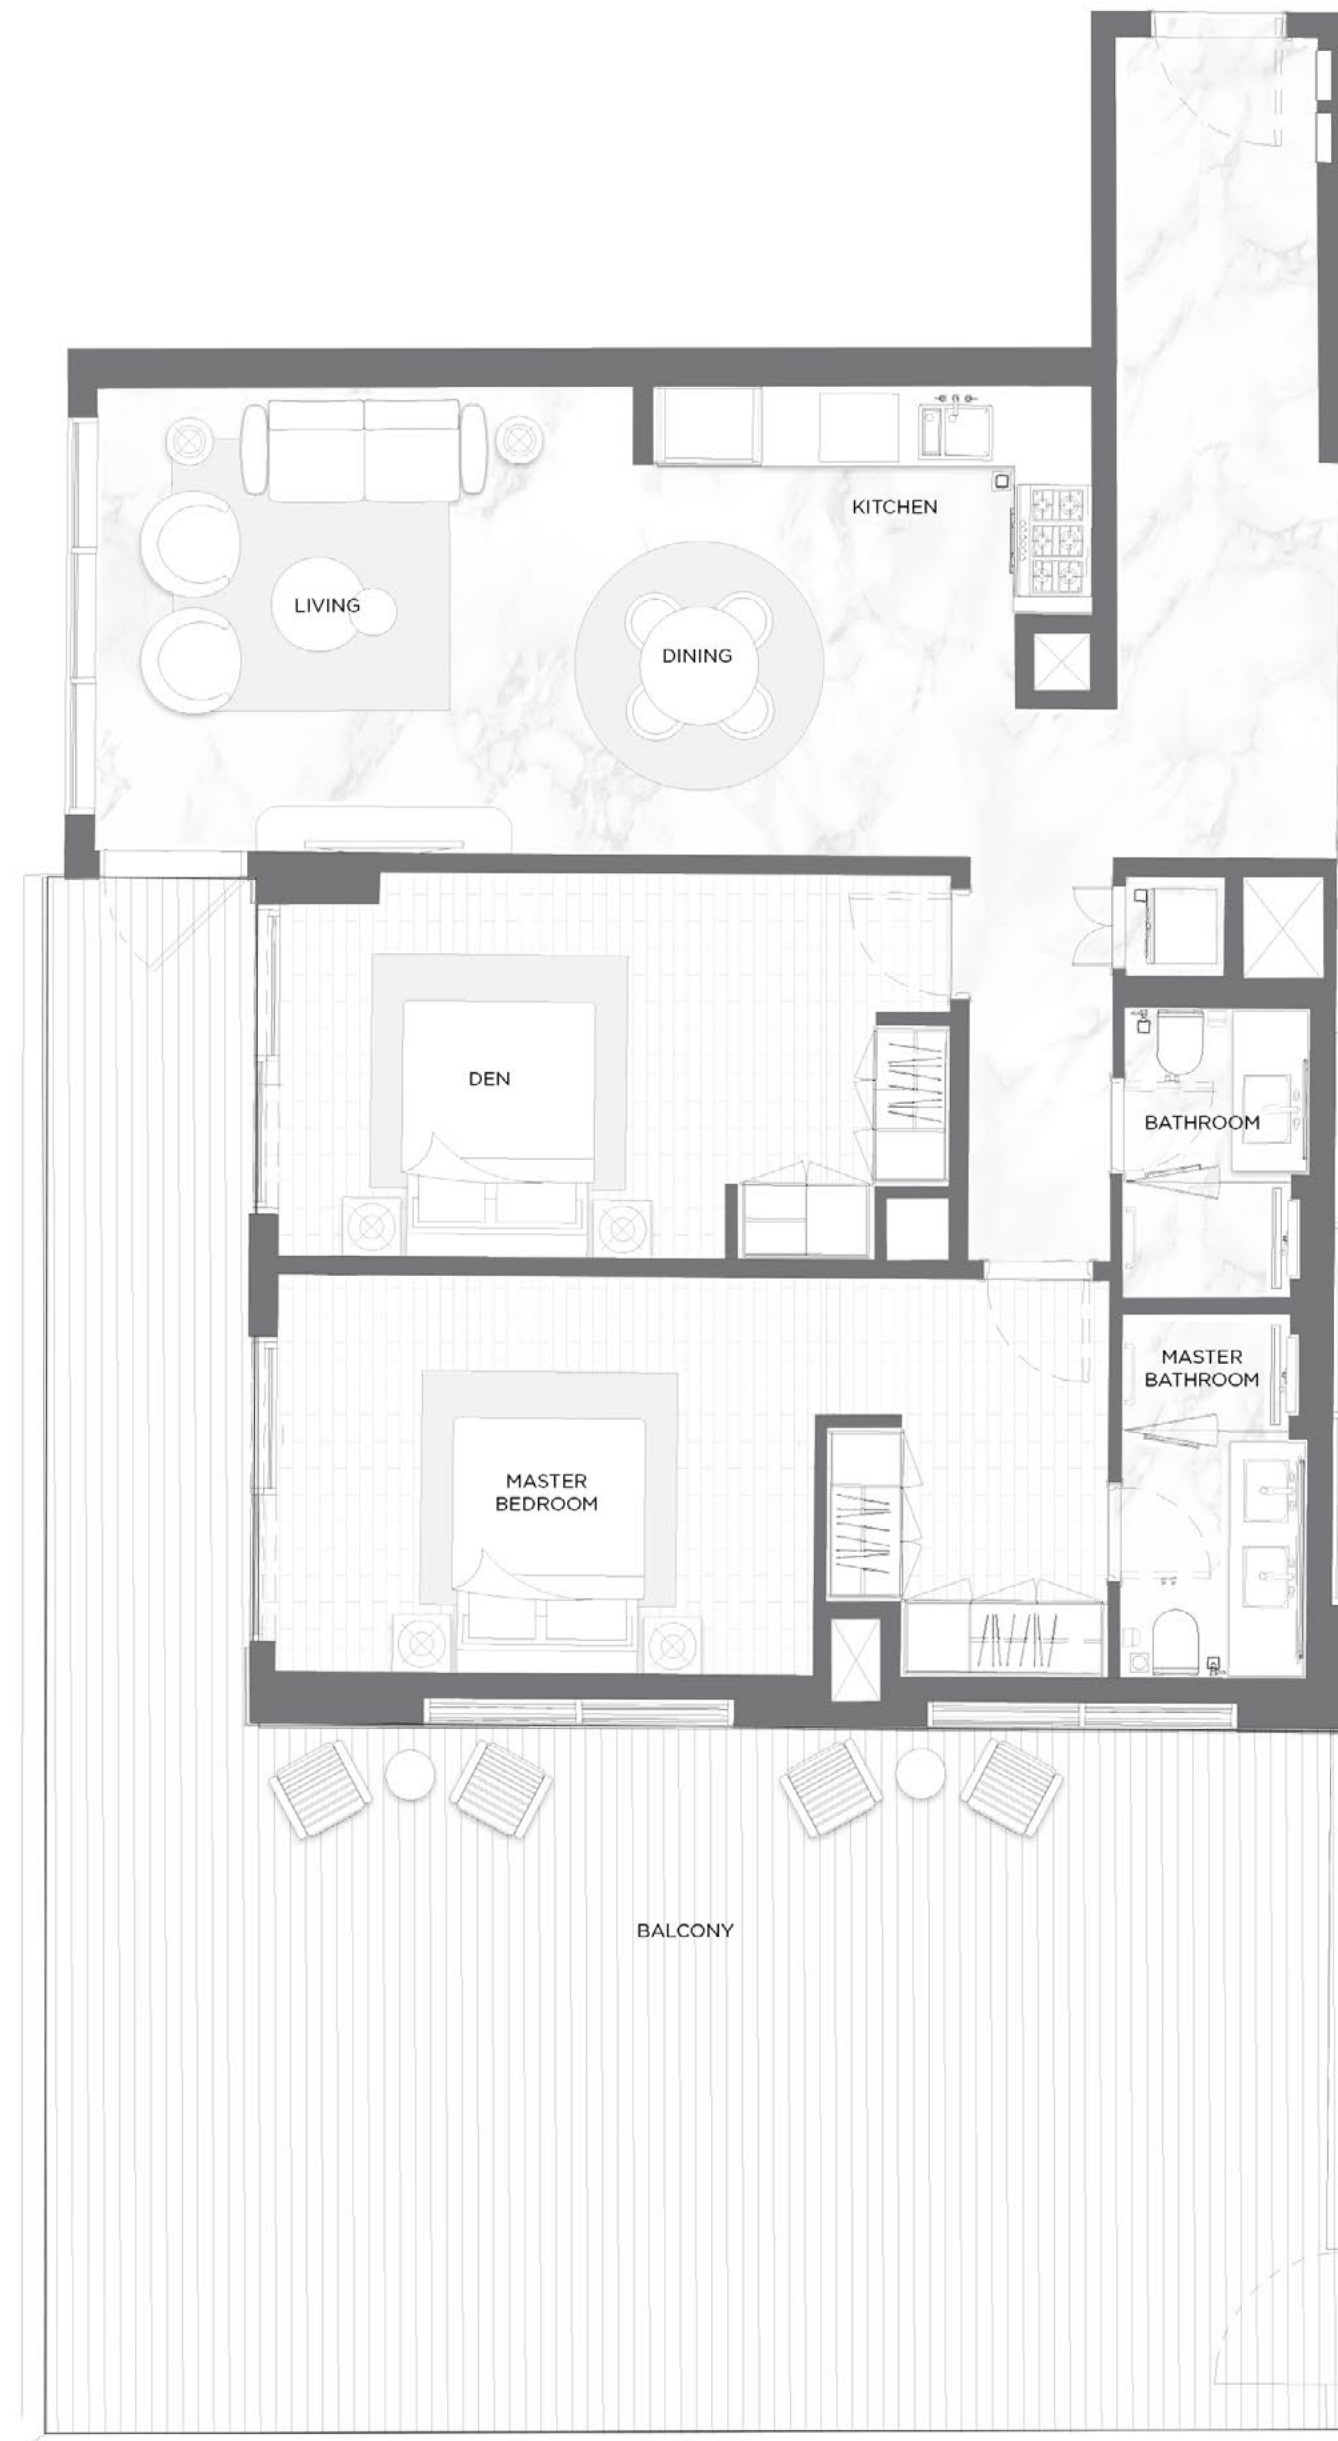 KITCHEN
LIVING
DINING
DEN
BATHROOM
MASTER
BATHROOM
MASTER
BEDROOM
BALCONY